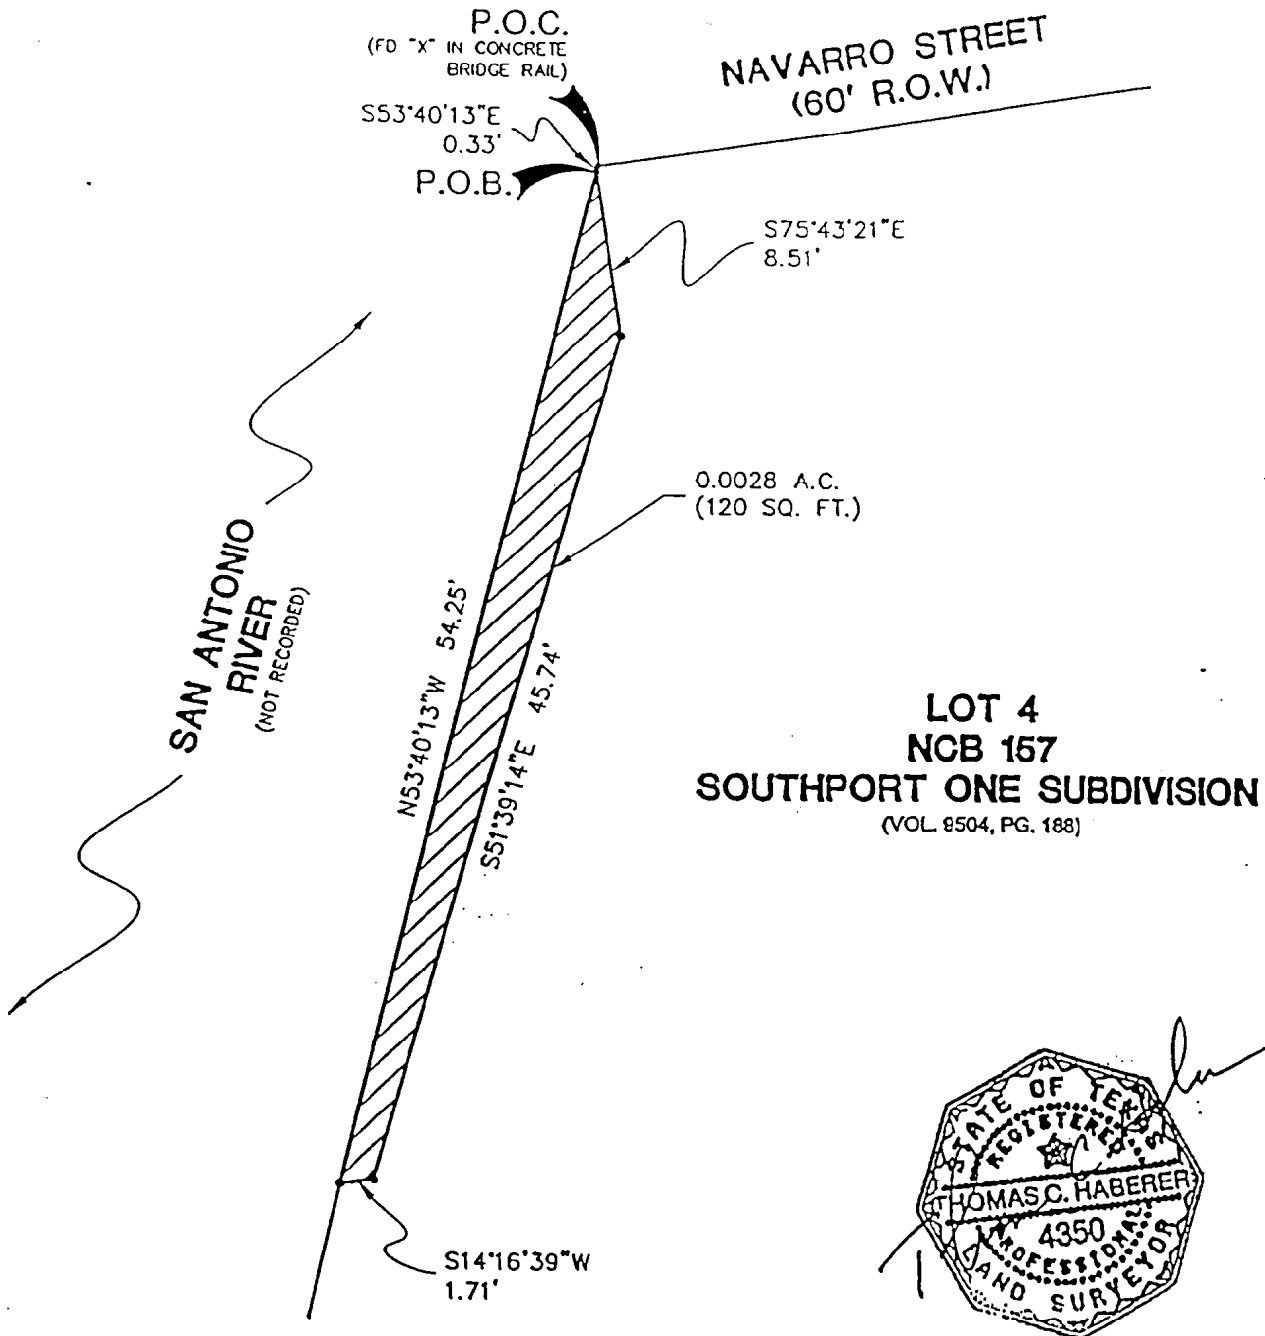 P.O.C.
(FD "X" IN CONCRETE
BRIDGE RAIL)
NAVARRO STREET
(60' R.O.W.)
S53°40'13"E
0.33'
P.O.B.
S75°43'21"E
8.51'
0.0028 A.C.
(120 SQ. FT.)
SAN ANTONIO
RIVER
(NOT RECORDED)
N53°40'13"W 54.25'
S51°39'14"E 45.74'
LOT 4
NCB 157
SOUTHPORT ONE SUBDIVISION
(VOL. 9504, PG. 188)
S14°16'39"W
1.71'
STATE OF TEXAS
REGISTERED
THOMAS C. HABERER
4350
PROFESSIONAL
LAND SURVEYOR